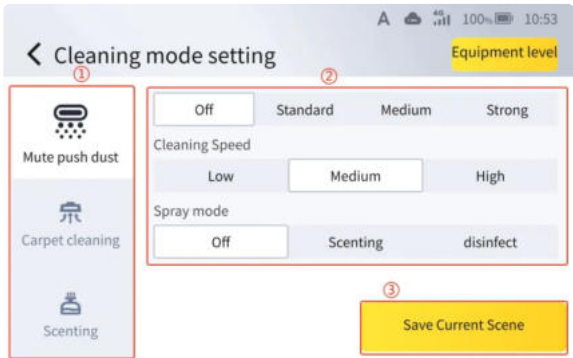 A 4G 100% 10:53
Cleaning mode setting
Equipment level
①
②
Mute push dust
Carpet cleaning
Scenting
Off Standard Medium Strong
Cleaning Speed
Low Medium High
Spray mode
Off Scenting disinfect
③
Save Current Scene